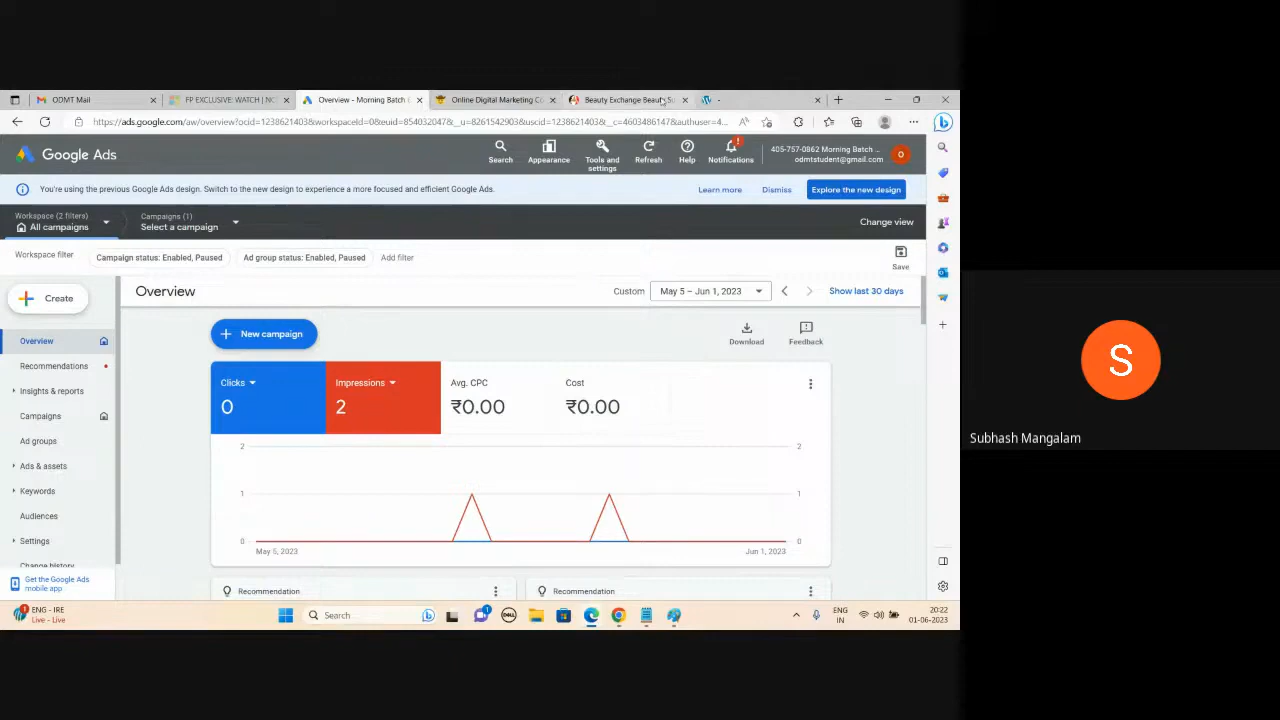 ODMT Mail
FP EXCLUSIVE: WATCH | NC
Overview - Morning Batch
Online Digital Marketing Co
Beauty Exchange Beauty Su
https://ads.google.com/aw/overview?ocid=1238621403&workspaceId=0&euid=854032047&__u=8261542903&uscid=1238621403&__c=4603486147&authuser=4...
Google Ads
Search
Appearance
Tools and
settings
Refresh
Help
Notifications
405-757-0862 Morning Batch ...
odmtstudent@gmail.com
O
You're using the previous Google Ads design. Switch to the new design to experience a more focused and efficient Google Ads.
Learn more
Dismiss
Explore the new design
Workspace (2 filters)
All campaigns
Campaigns (1)
Select a campaign
Change view
Workspace filter
Campaign status: Enabled, Paused
Ad group status: Enabled, Paused
Add filter
Save
Create
Overview
Custom
May 5 – Jun 1, 2023
Show last 30 days
Overview
Recommendations
Insights & reports
Campaigns
Ad groups
Ads & assets
Keywords
Audiences
Settings
Change history
Get the Google Ads
mobile app
New campaign
Download
Feedback
Clicks
0
Impressions
2
Avg. CPC
₹0.00
Cost
₹0.00
2
2
1
1
0
0
May 5, 2023
Jun 1, 2023
Recommendation
Recommendation
S
Subhash Mangalam
ENG - IRE
Live - Live
Search
ENG
IN
20:22
01-06-2023